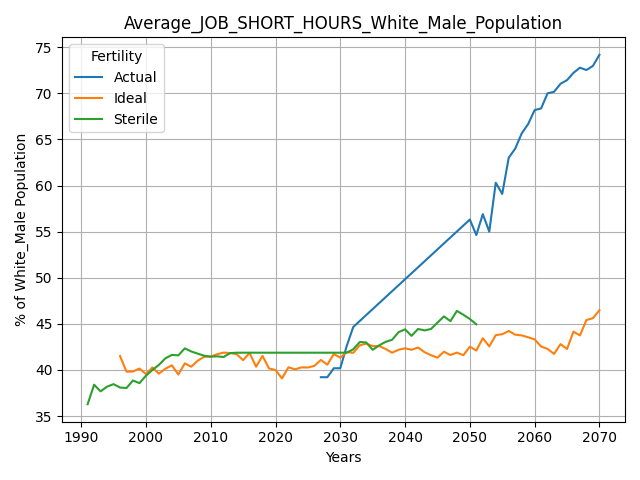 Average_JOB_SHORT_HOURS_White_Male_Population
Fertility
Actual
Ideal
Sterile
% of White_Male Population
75
70
65
60
55
50
45
40
35
1990 2000 2010 2020 2030 2040 2050 2060 2070
Years